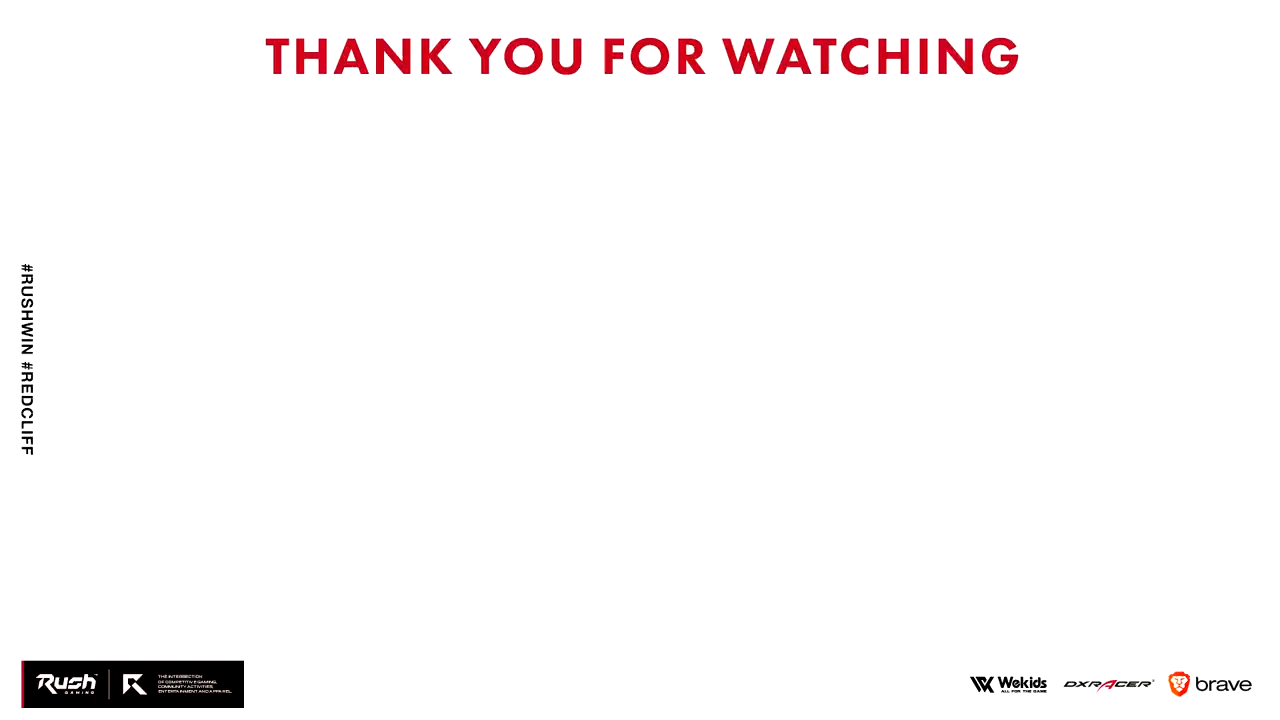 THANK YOU FOR WATCHING
#RUSHWIN #REDCLIFF
Rush
GAMING
THE INTERSECTION
OF COMPETITIVE GAMING,
COMMUNITY ACTIVITIES,
ENTERTAINMENT AND APPAREL.
Wekids
ALL FOR THE GAME
DXRACER
brave